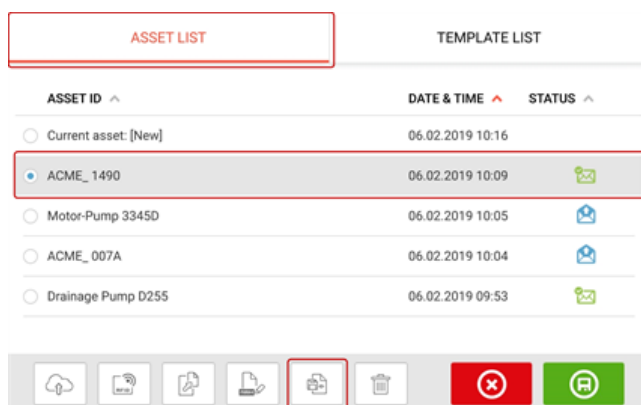 ASSET LIST TEMPLATE LIST
ASSET ID DATE & TIME STATUS
Current asset: [New] 06.02.2019 10:16
ACME_ 1490 06.02.2019 10:09
Motor-Pump 3345D 06.02.2019 10:05
ACME_ 007A 06.02.2019 10:04
Drainage Pump D255 06.02.2019 09:53
RFID